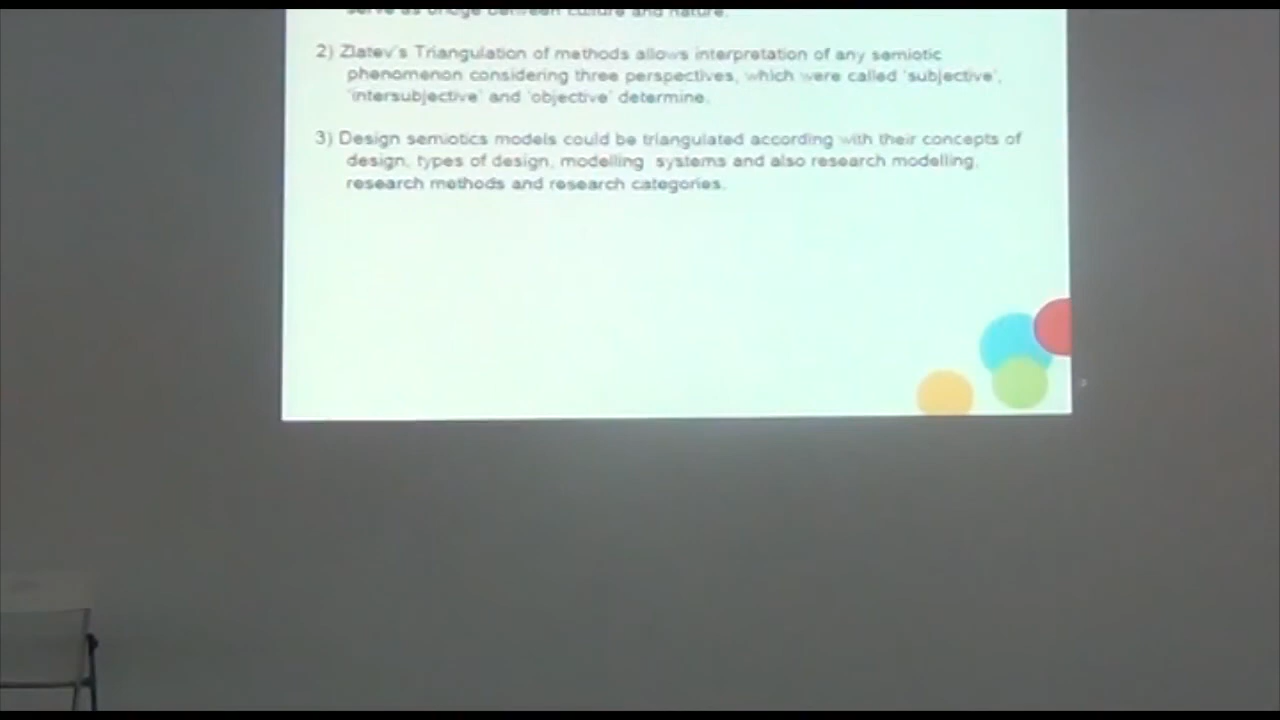 serve as bridge between culture and nature.
2) Zlatev's Triangulation of methods allows interpretation of any semiotic
phenomenon considering three perspectives, which were called 'subjective',
'intersubjective' and 'objective' determine.
3) Design semiotics models could be triangulated according with their concepts of
design, types of design, modelling systems and also research modelling,
research methods and research categories.